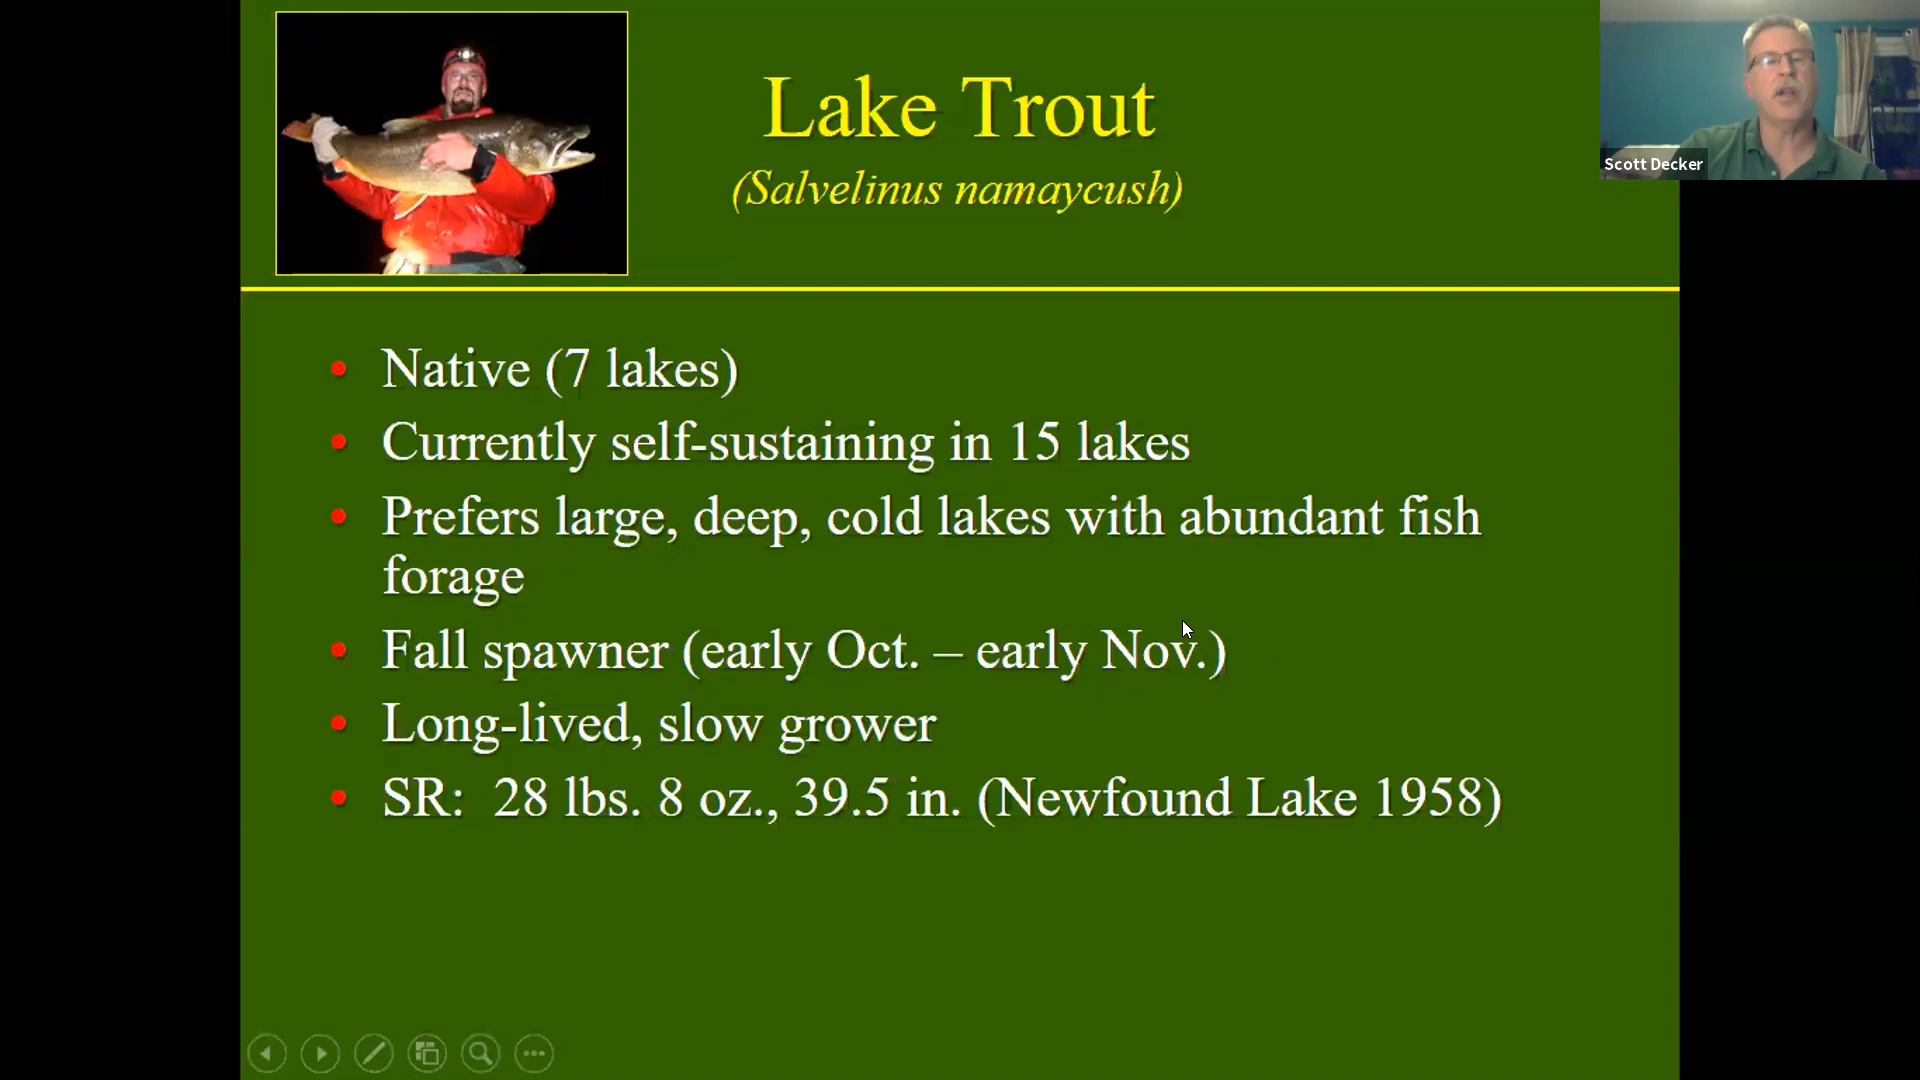 Lake Trout
(Salvelinus namaycush)
Scott Decker
• Native (7 lakes)
• Currently self-sustaining in 15 lakes
• Prefers large, deep, cold lakes with abundant fish
forage
• Fall spawner (early Oct. – early Nov.)
• Long-lived, slow grower
• SR:  28 lbs. 8 oz., 39.5 in. (Newfound Lake 1958)